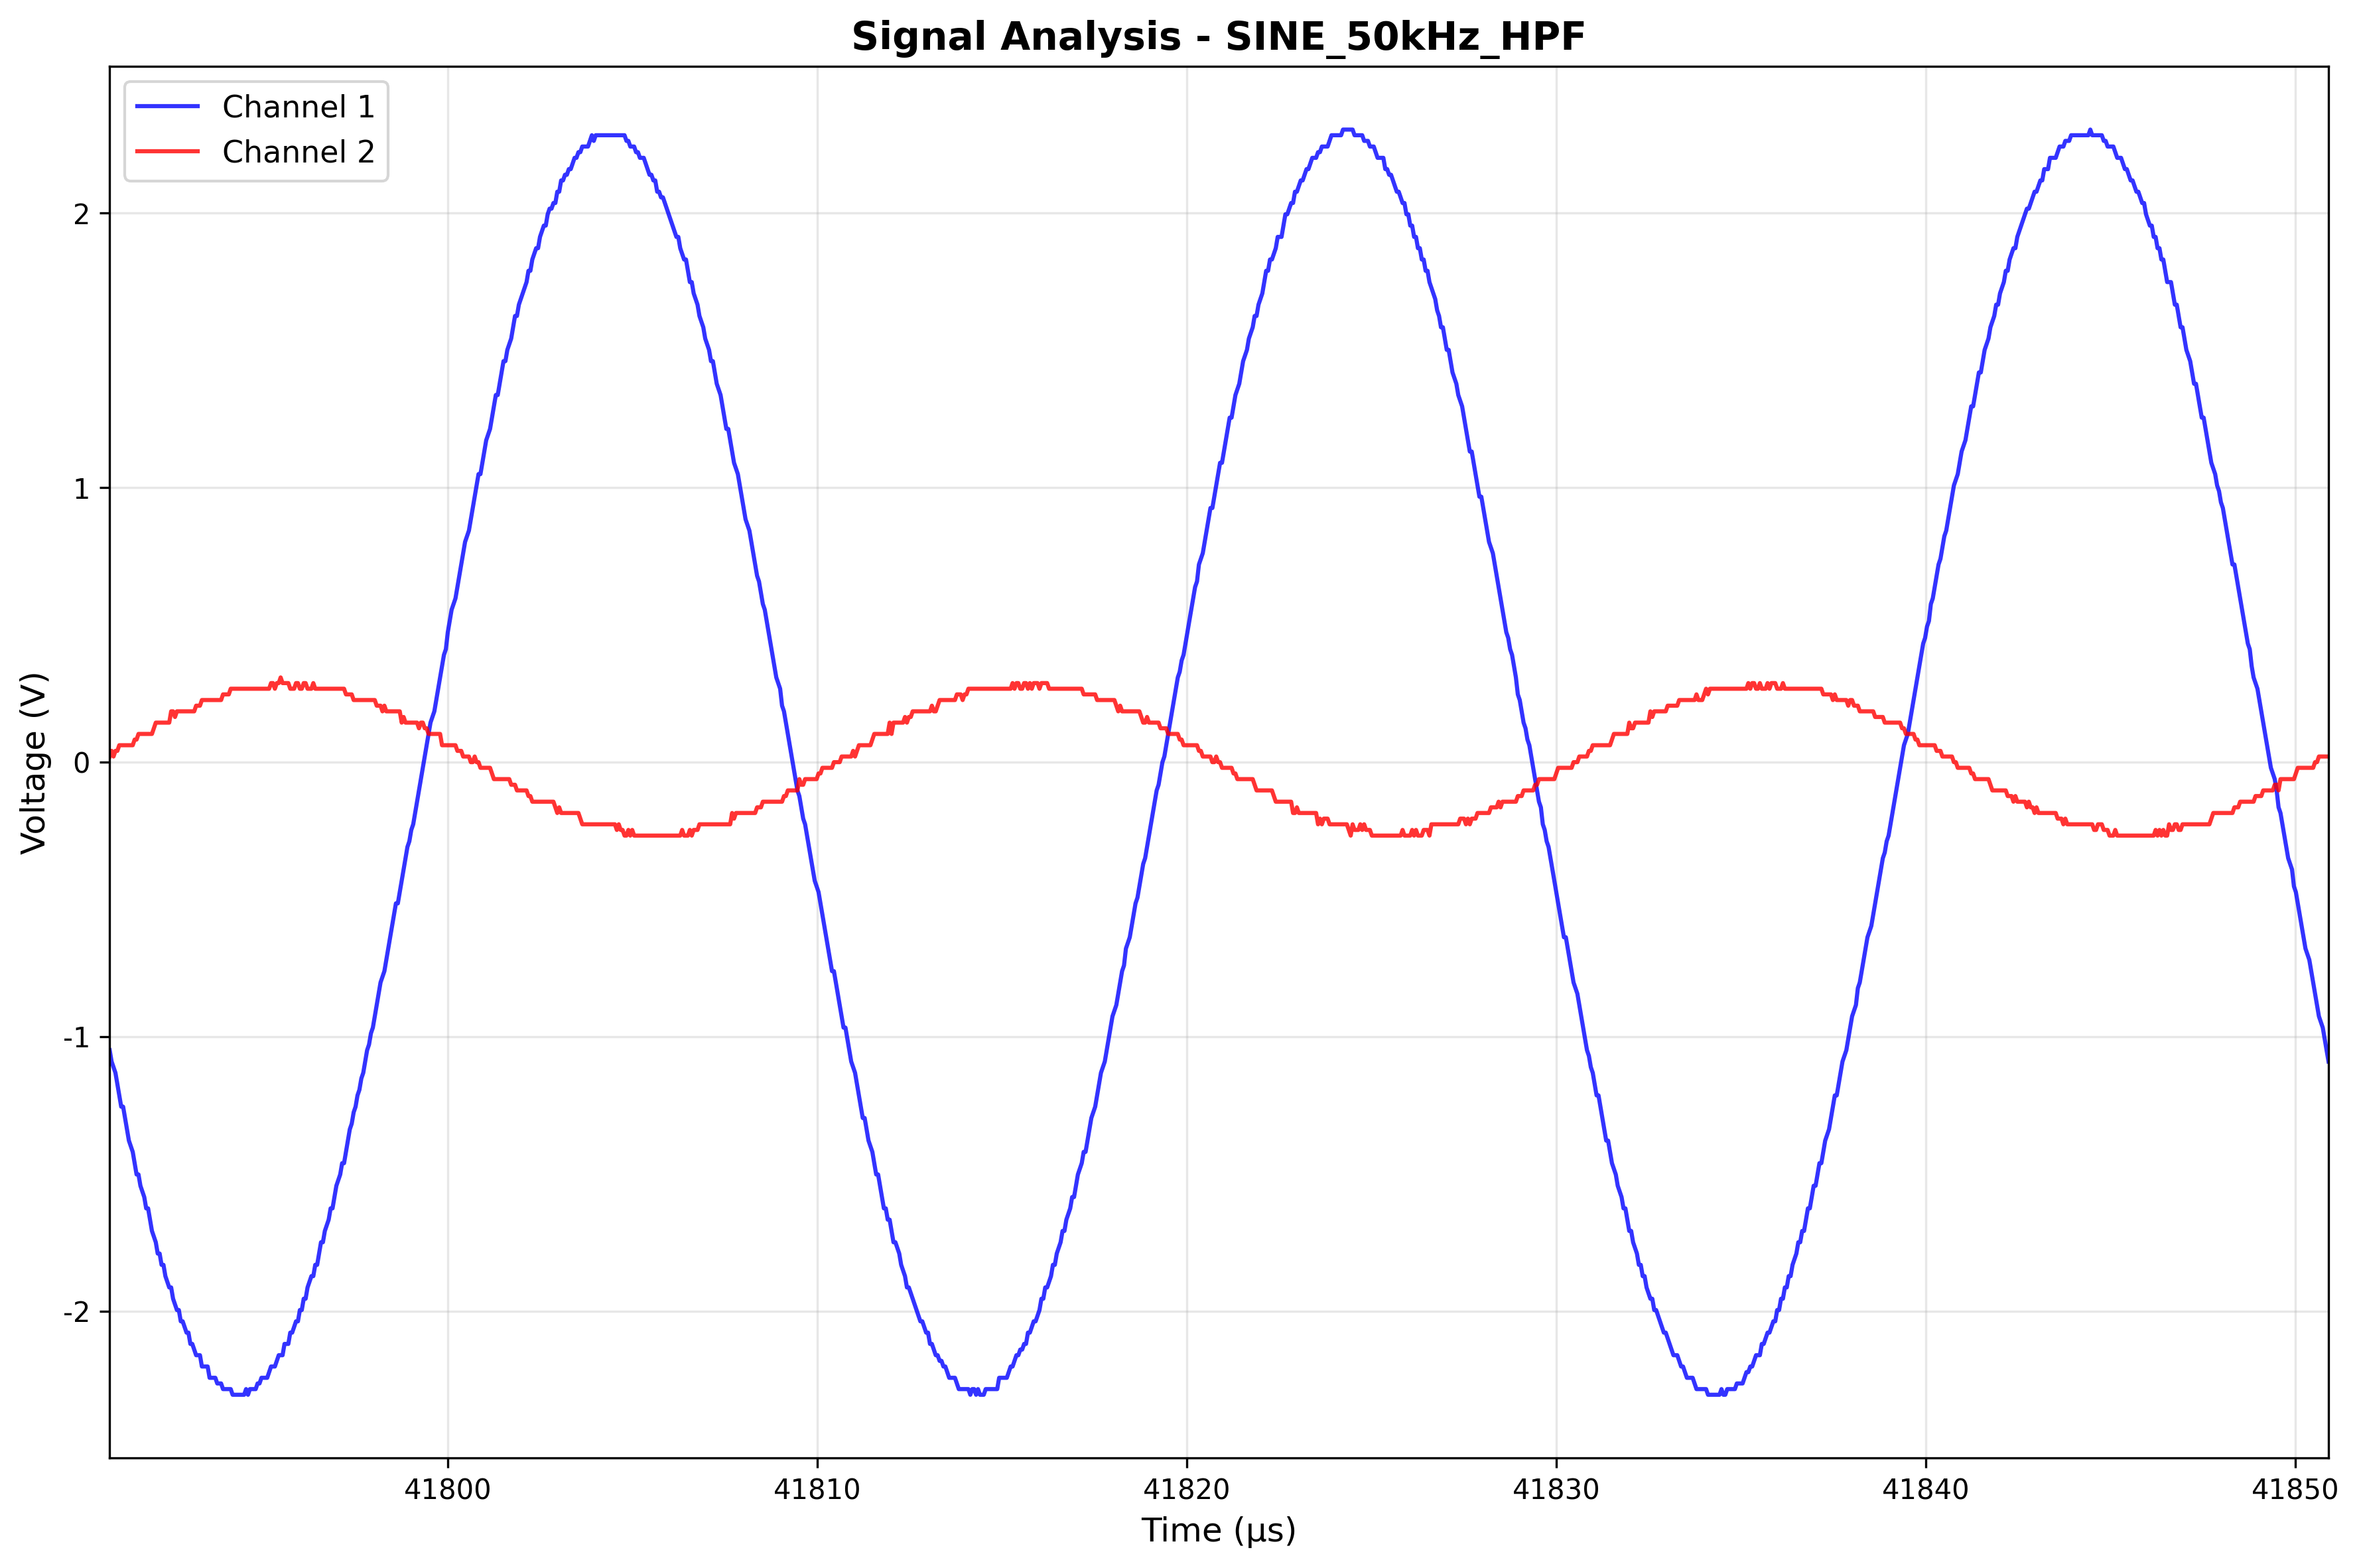 Signal Analysis - SINE_50kHz_HPF
Channel 1
Channel 2
Voltage (V)
2
1
0
-1
-2
41800 41810 41820 41830 41840 41850
Time (µs)